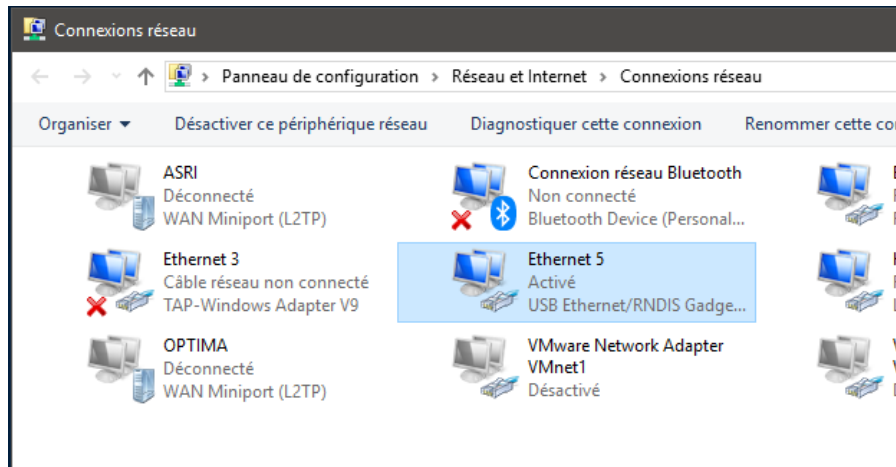 Connexions réseau
Panneau de configuration > Réseau et Internet > Connexions réseau
Organiser Désactiver ce périphérique réseau Diagnostiquer cette connexion Renommer cette co
ASRI
Déconnecté
WAN Miniport (L2TP)
Connexion réseau Bluetooth
Non connecté
Bluetooth Device (Personal...
Ethernet 3
Câble réseau non connecté
TAP-Windows Adapter V9
Ethernet 5
Activé
USB Ethernet/RNDIS Gadge...
OPTIMA
Déconnecté
WAN Miniport (L2TP)
VMware Network Adapter
VMnet1
Désactivé